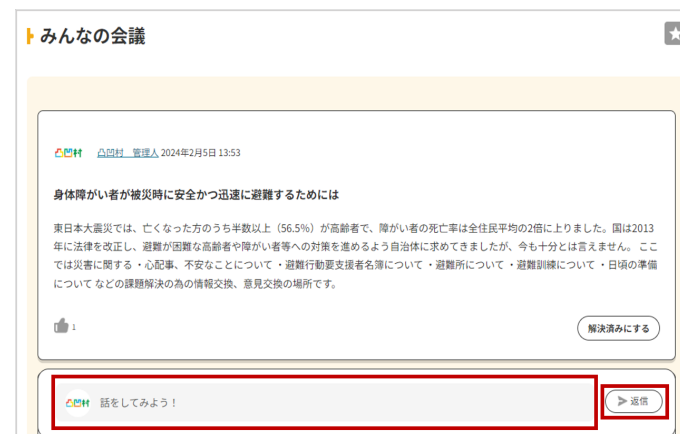 みんなの会議
凸凹村 凸凹村 管理人 2024年2月5日 13:53
身体障がい者が被災時に安全かつ迅速に避難するためには
東日本大震災では、亡くなった方のうち半数以上（56.5%）が高齢者で、障がい者の死亡率は全住民平均の2倍に上りました。国は2013
年に法律を改正し、避難が困難な高齢者や障がい者等への対策を進めるよう自治体に求めてきましたが、今も十分とは言えません。 ここ
では災害に関する ・心配事、不安なことについて ・避難行動要支援者名簿について ・避難所について ・避難訓練について ・日頃の準備
について などの課題解決の為の情報交換、意見交換の場所です。
1
解決済みにする
凸凹村 話をしてみよう！
返信